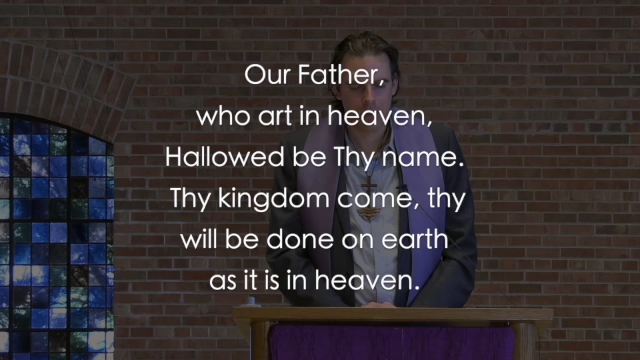 Our Father,
who art in heaven,
Hallowed be Thy name.
Thy kingdom come, thy
will be done on earth
as it is in heaven.